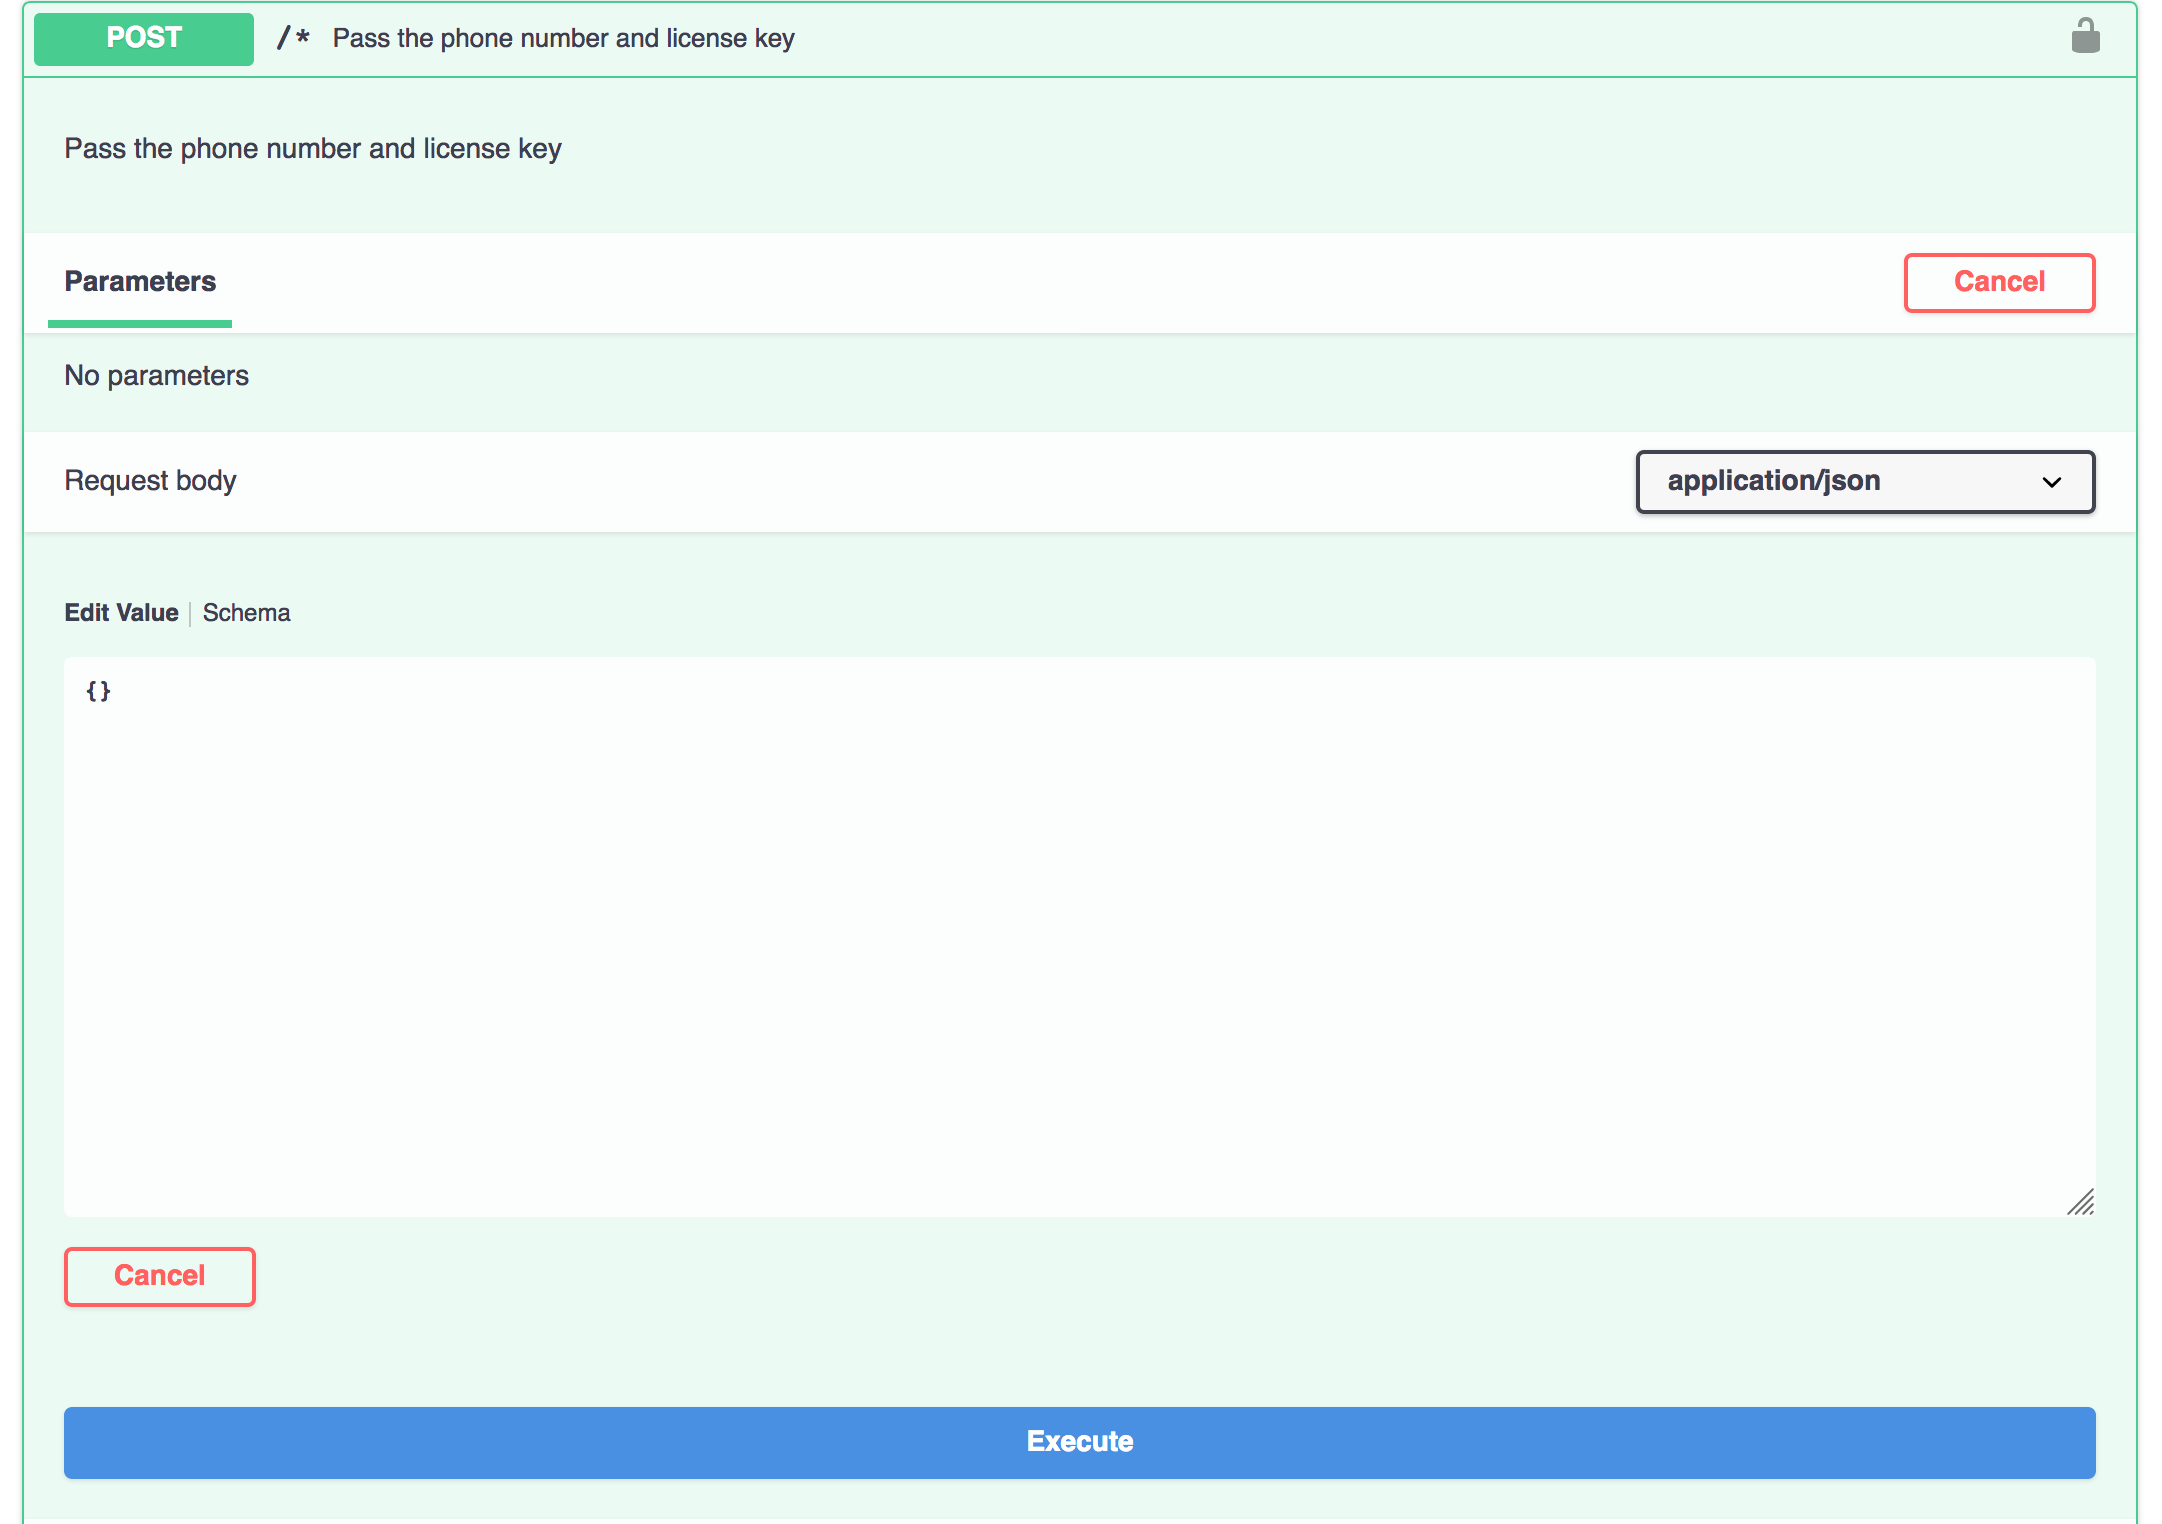 POST /* Pass the phone number and license key
Pass the phone number and license key
Parameters Cancel
No parameters
Request body application/json
Edit Value | Schema
{}
Cancel
Execute